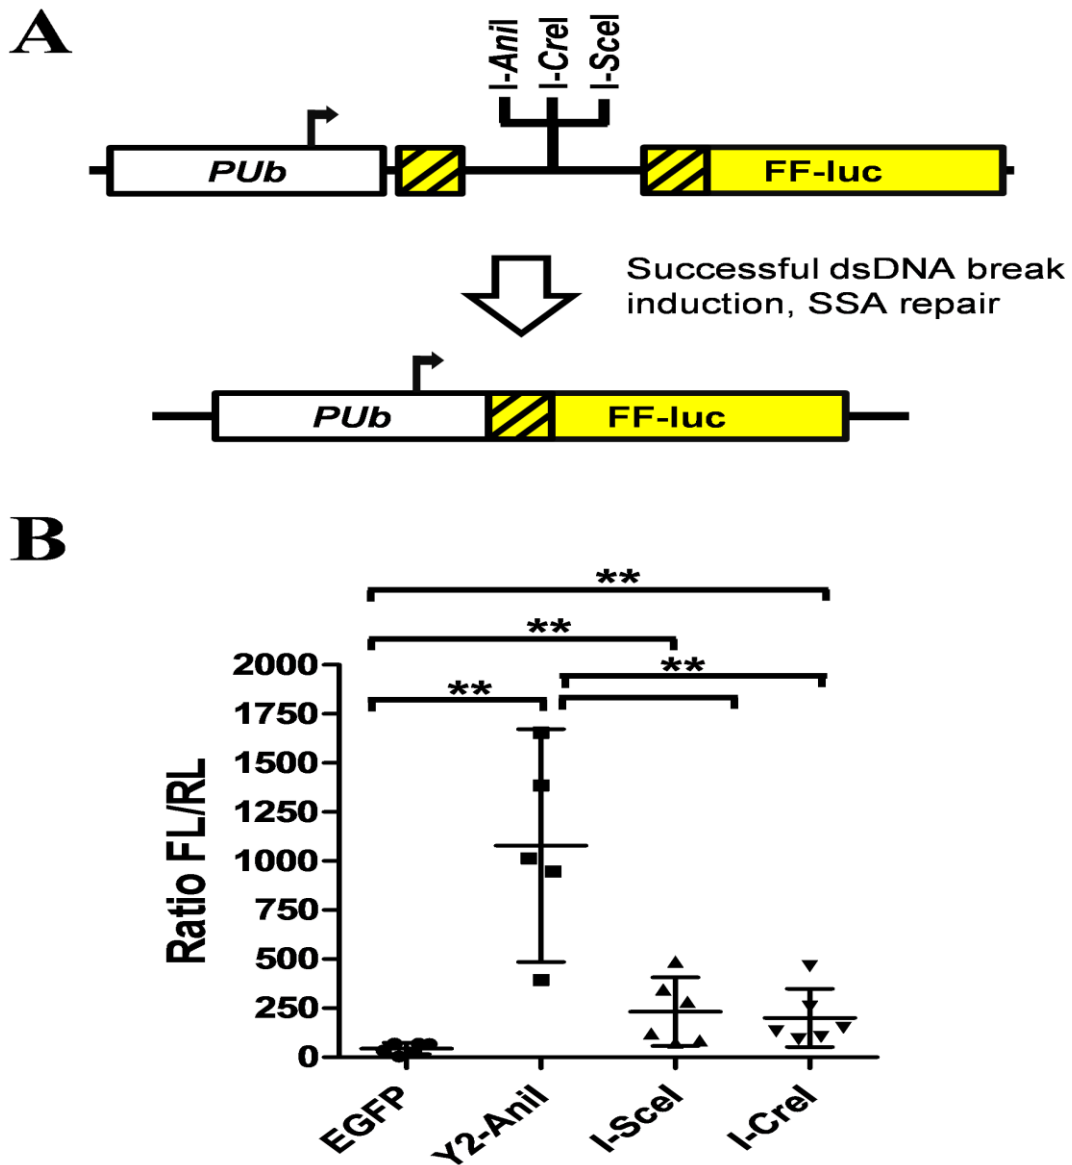 A
I-AniI
I-CreI
I-SceI
PUb
FF-luc
Successful dsDNA break
induction, SSA repair
PUb
FF-luc
B
**
**
**
**
2000
1750
1500
1250
1000
750
500
250
0
Ratio FL/RL
EGFP
Y2-AniI
I-SceI
I-CreI